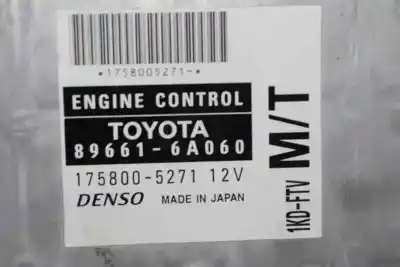 *1758005271-*
ENGINE CONTROL
TOYOTA
89661-6A060
175800-5271 12V
DENSO MADE IN JAPAN
1KD-FTV
M/T